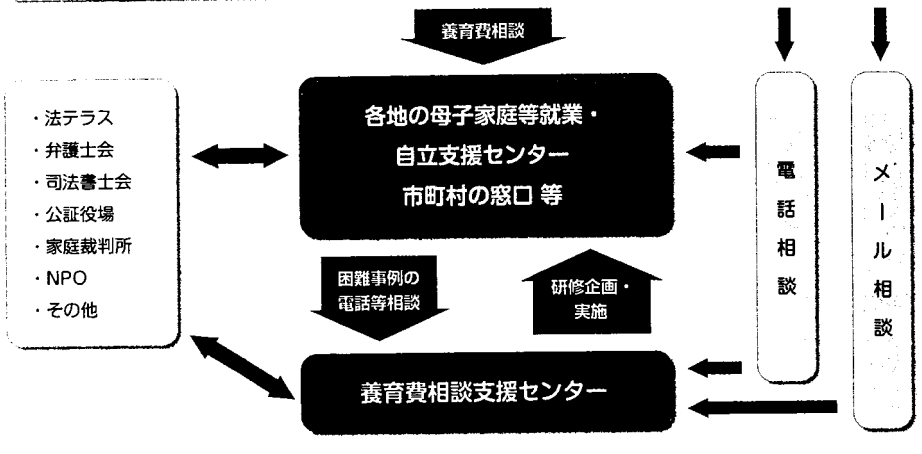 養育費相談
・法テラス
・弁護士会
・司法書士会
・公証役場
・家庭裁判所
・NPO
・その他
各地の母子家庭等就業・
自立支援センター
市町村の窓口 等
電話相談
メール相談
困難事例の
電話等相談
研修企画・
実施
養育費相談支援センター